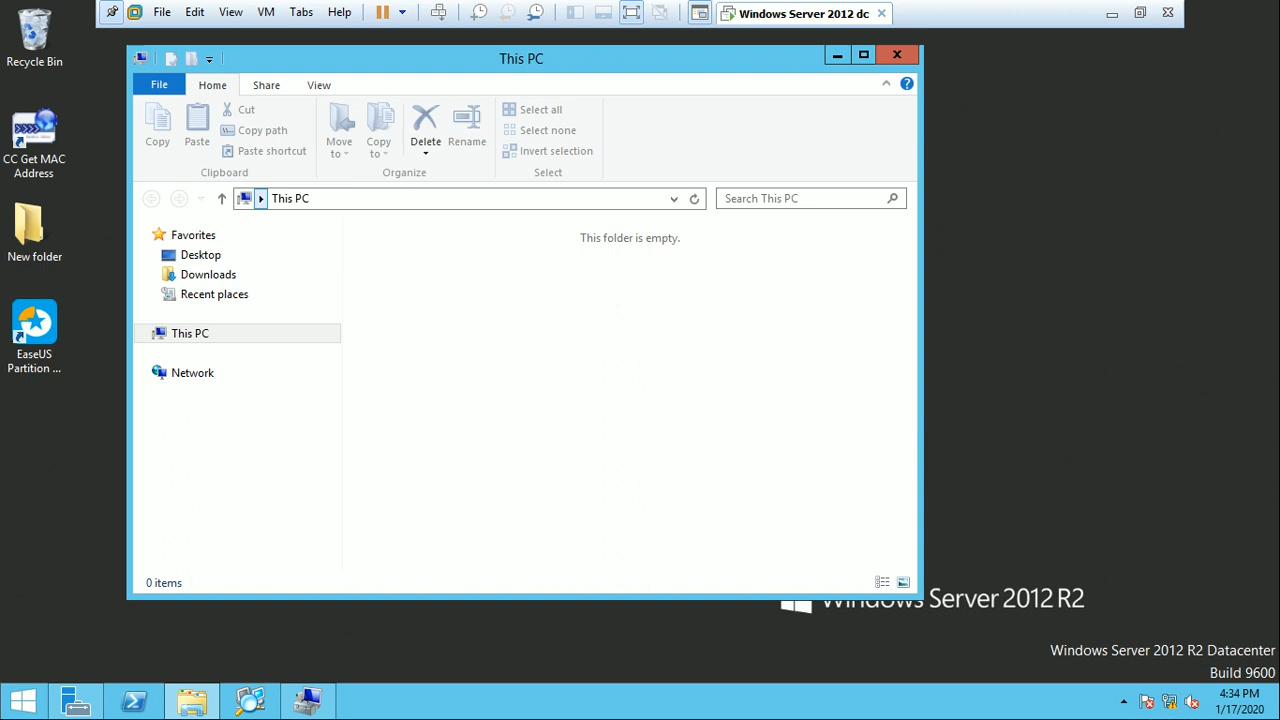 File Edit View VM Tabs Help
Windows Server 2012 dc
Recycle Bin
CC Get MAC
Address
New folder
EaseUS
Partition ...
This PC
File Home Share View
Copy
Paste
Cut
Copy path
Paste shortcut
Clipboard
Move
to
Copy
to
Delete
Rename
Organize
Select all
Select none
Invert selection
Select
This PC
Search This PC
Favorites
Desktop
Downloads
Recent places
This PC
Network
This folder is empty.
0 items
Windows Server 2012 R2
Windows Server 2012 R2 Datacenter
Build 9600
4:34 PM
1/17/2020